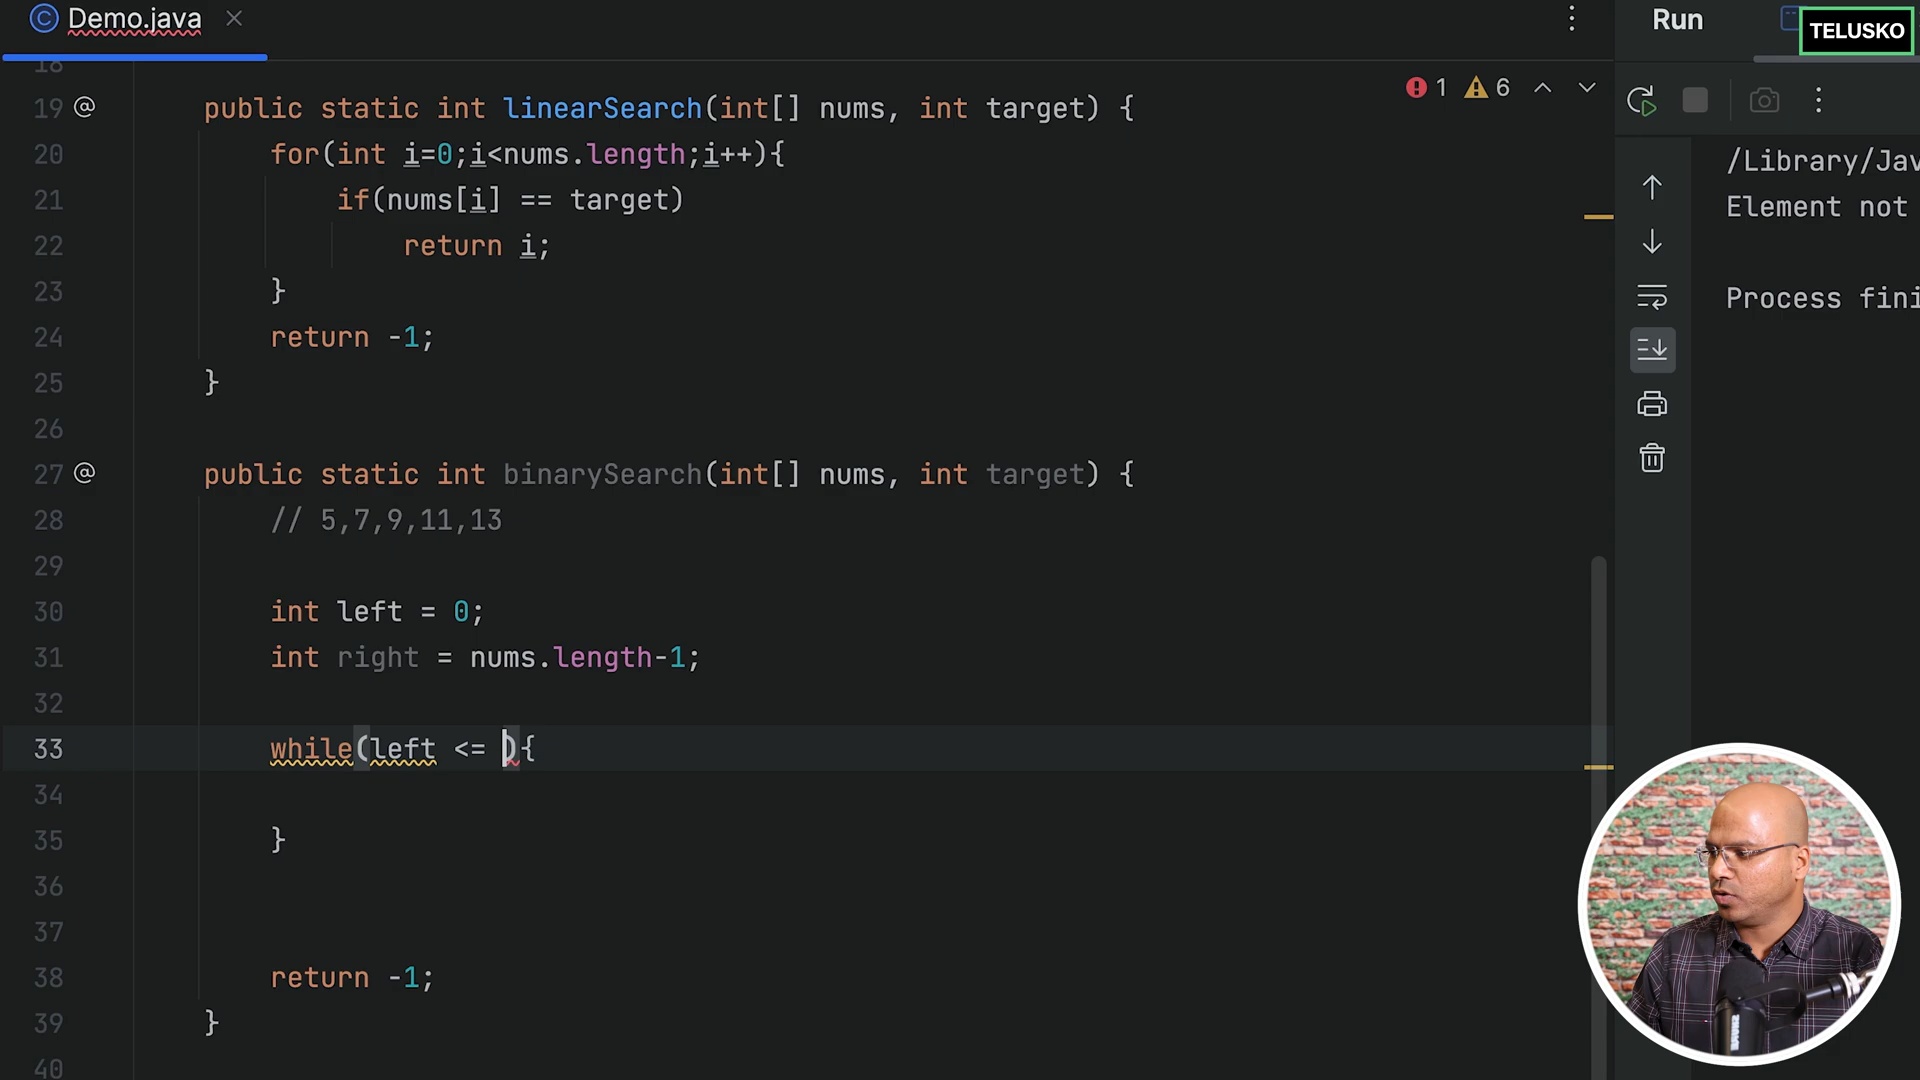 Demo.java
Run
TELUSKO
18
1 6
19 @ public static int linearSearch(int[] nums, int target) {
20 for(int i=0;i<nums.length;i++){
21 if(nums[i] == target)
22 return i;
23 }
24 return -1;
25 }
26
27 @ public static int binarySearch(int[] nums, int target) {
28 // 5,7,9,11,13
29
30 int left = 0;
31 int right = nums.length-1;
32
33 while(left <= ){
34
35 }
36
37
38 return -1;
39 }
40
/Library/Jav
Element not
Process fini